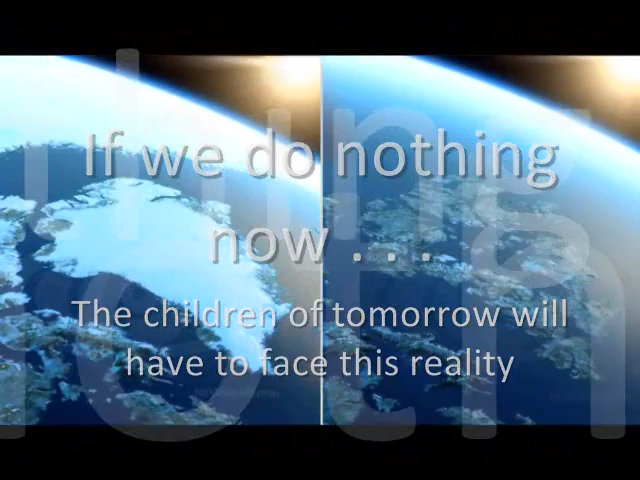 If we do nothing
now . . .
The children of tomorrow will
have to face this reality